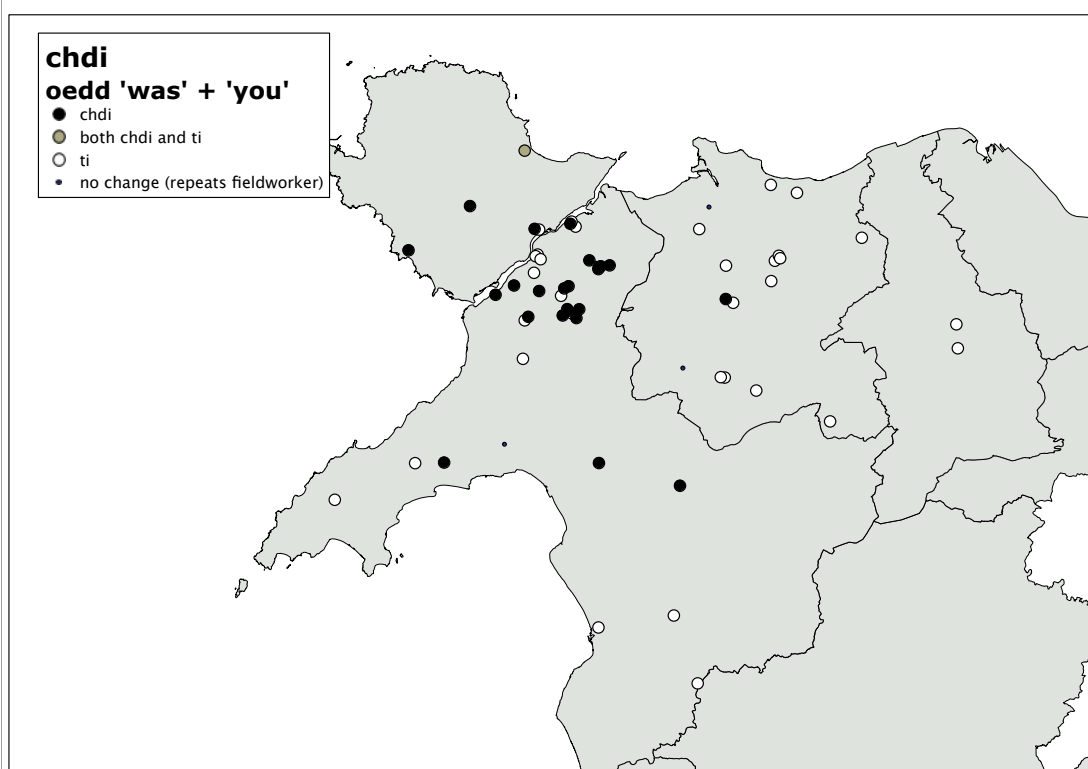 chdi
oedd 'was' + 'you'
chdi
both chdi and ti
ti
no change (repeats fieldworker)